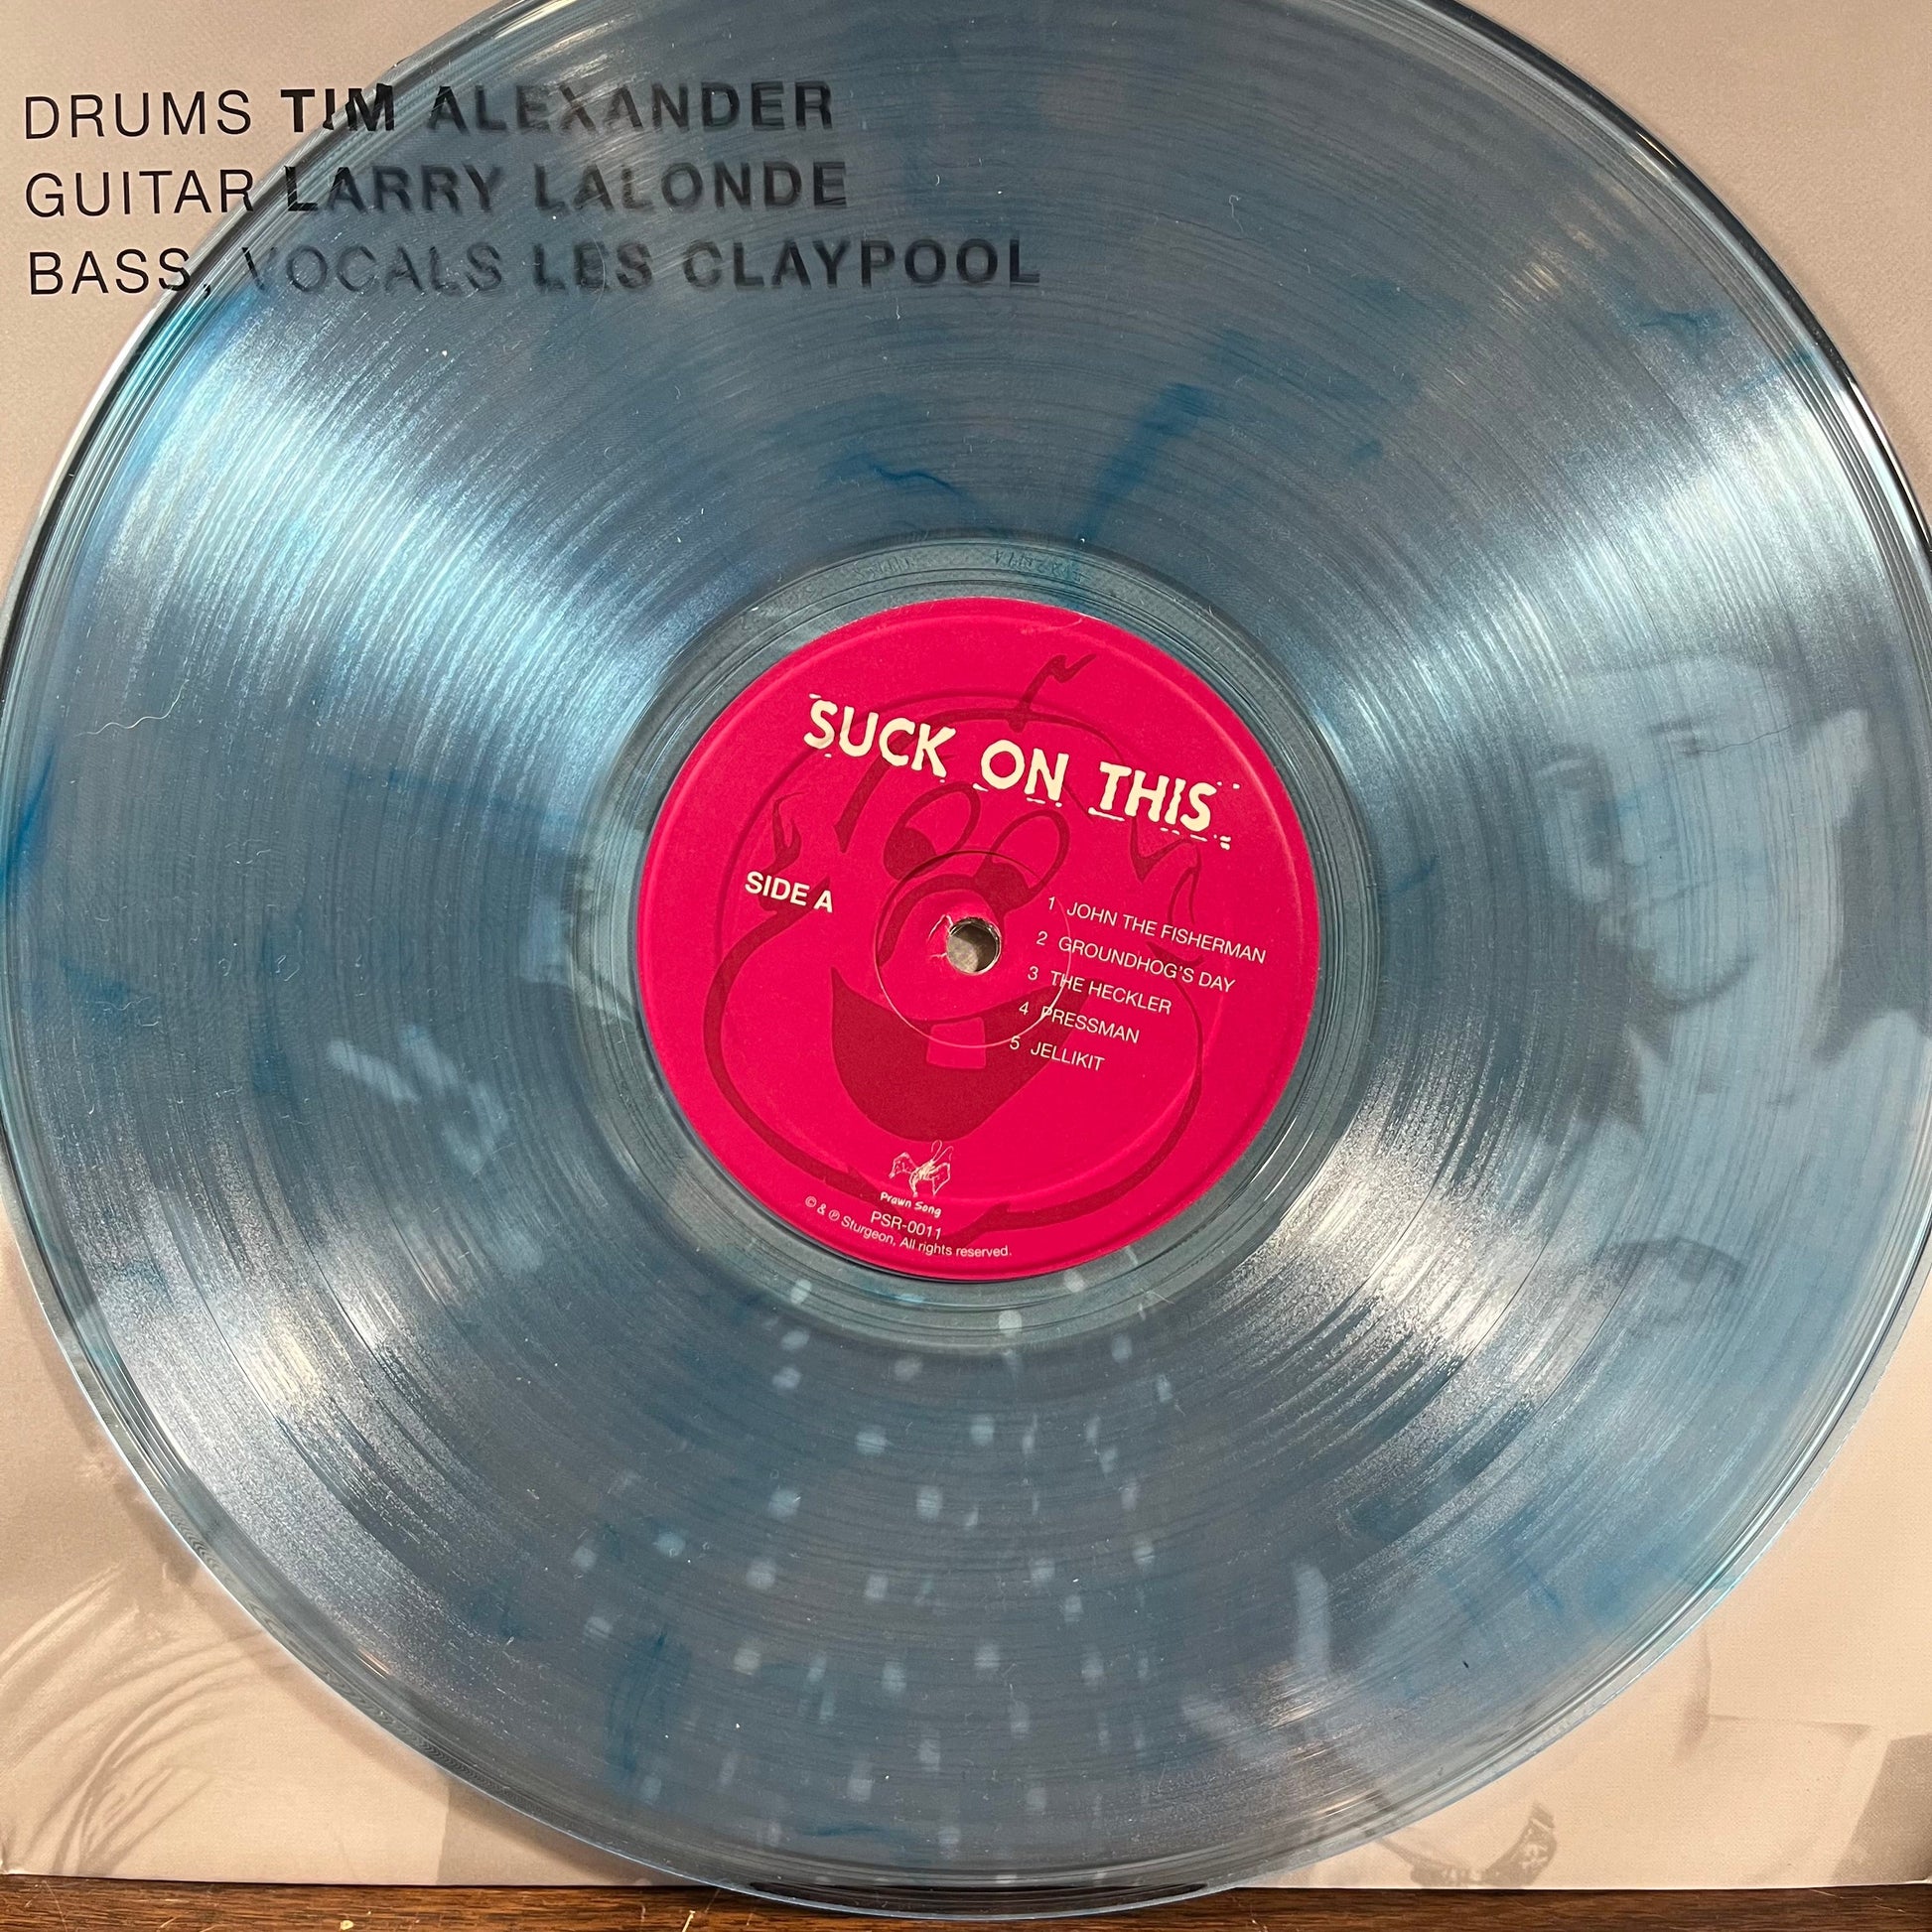 DRUMS TIM ALEXANDER
GUITAR LARRY LALONDE
BASS, VOCALS LES CLAYPOOL
SUCK ON THIS
SIDE A
1 JOHN THE FISHERMAN
2 GROUNDHOG'S DAY
3 THE HECKLER
4 PRESSMAN
5 JELLIKIT
Prawn Song
PSR-0011
© & ℗ Sturgeon. All rights reserved.